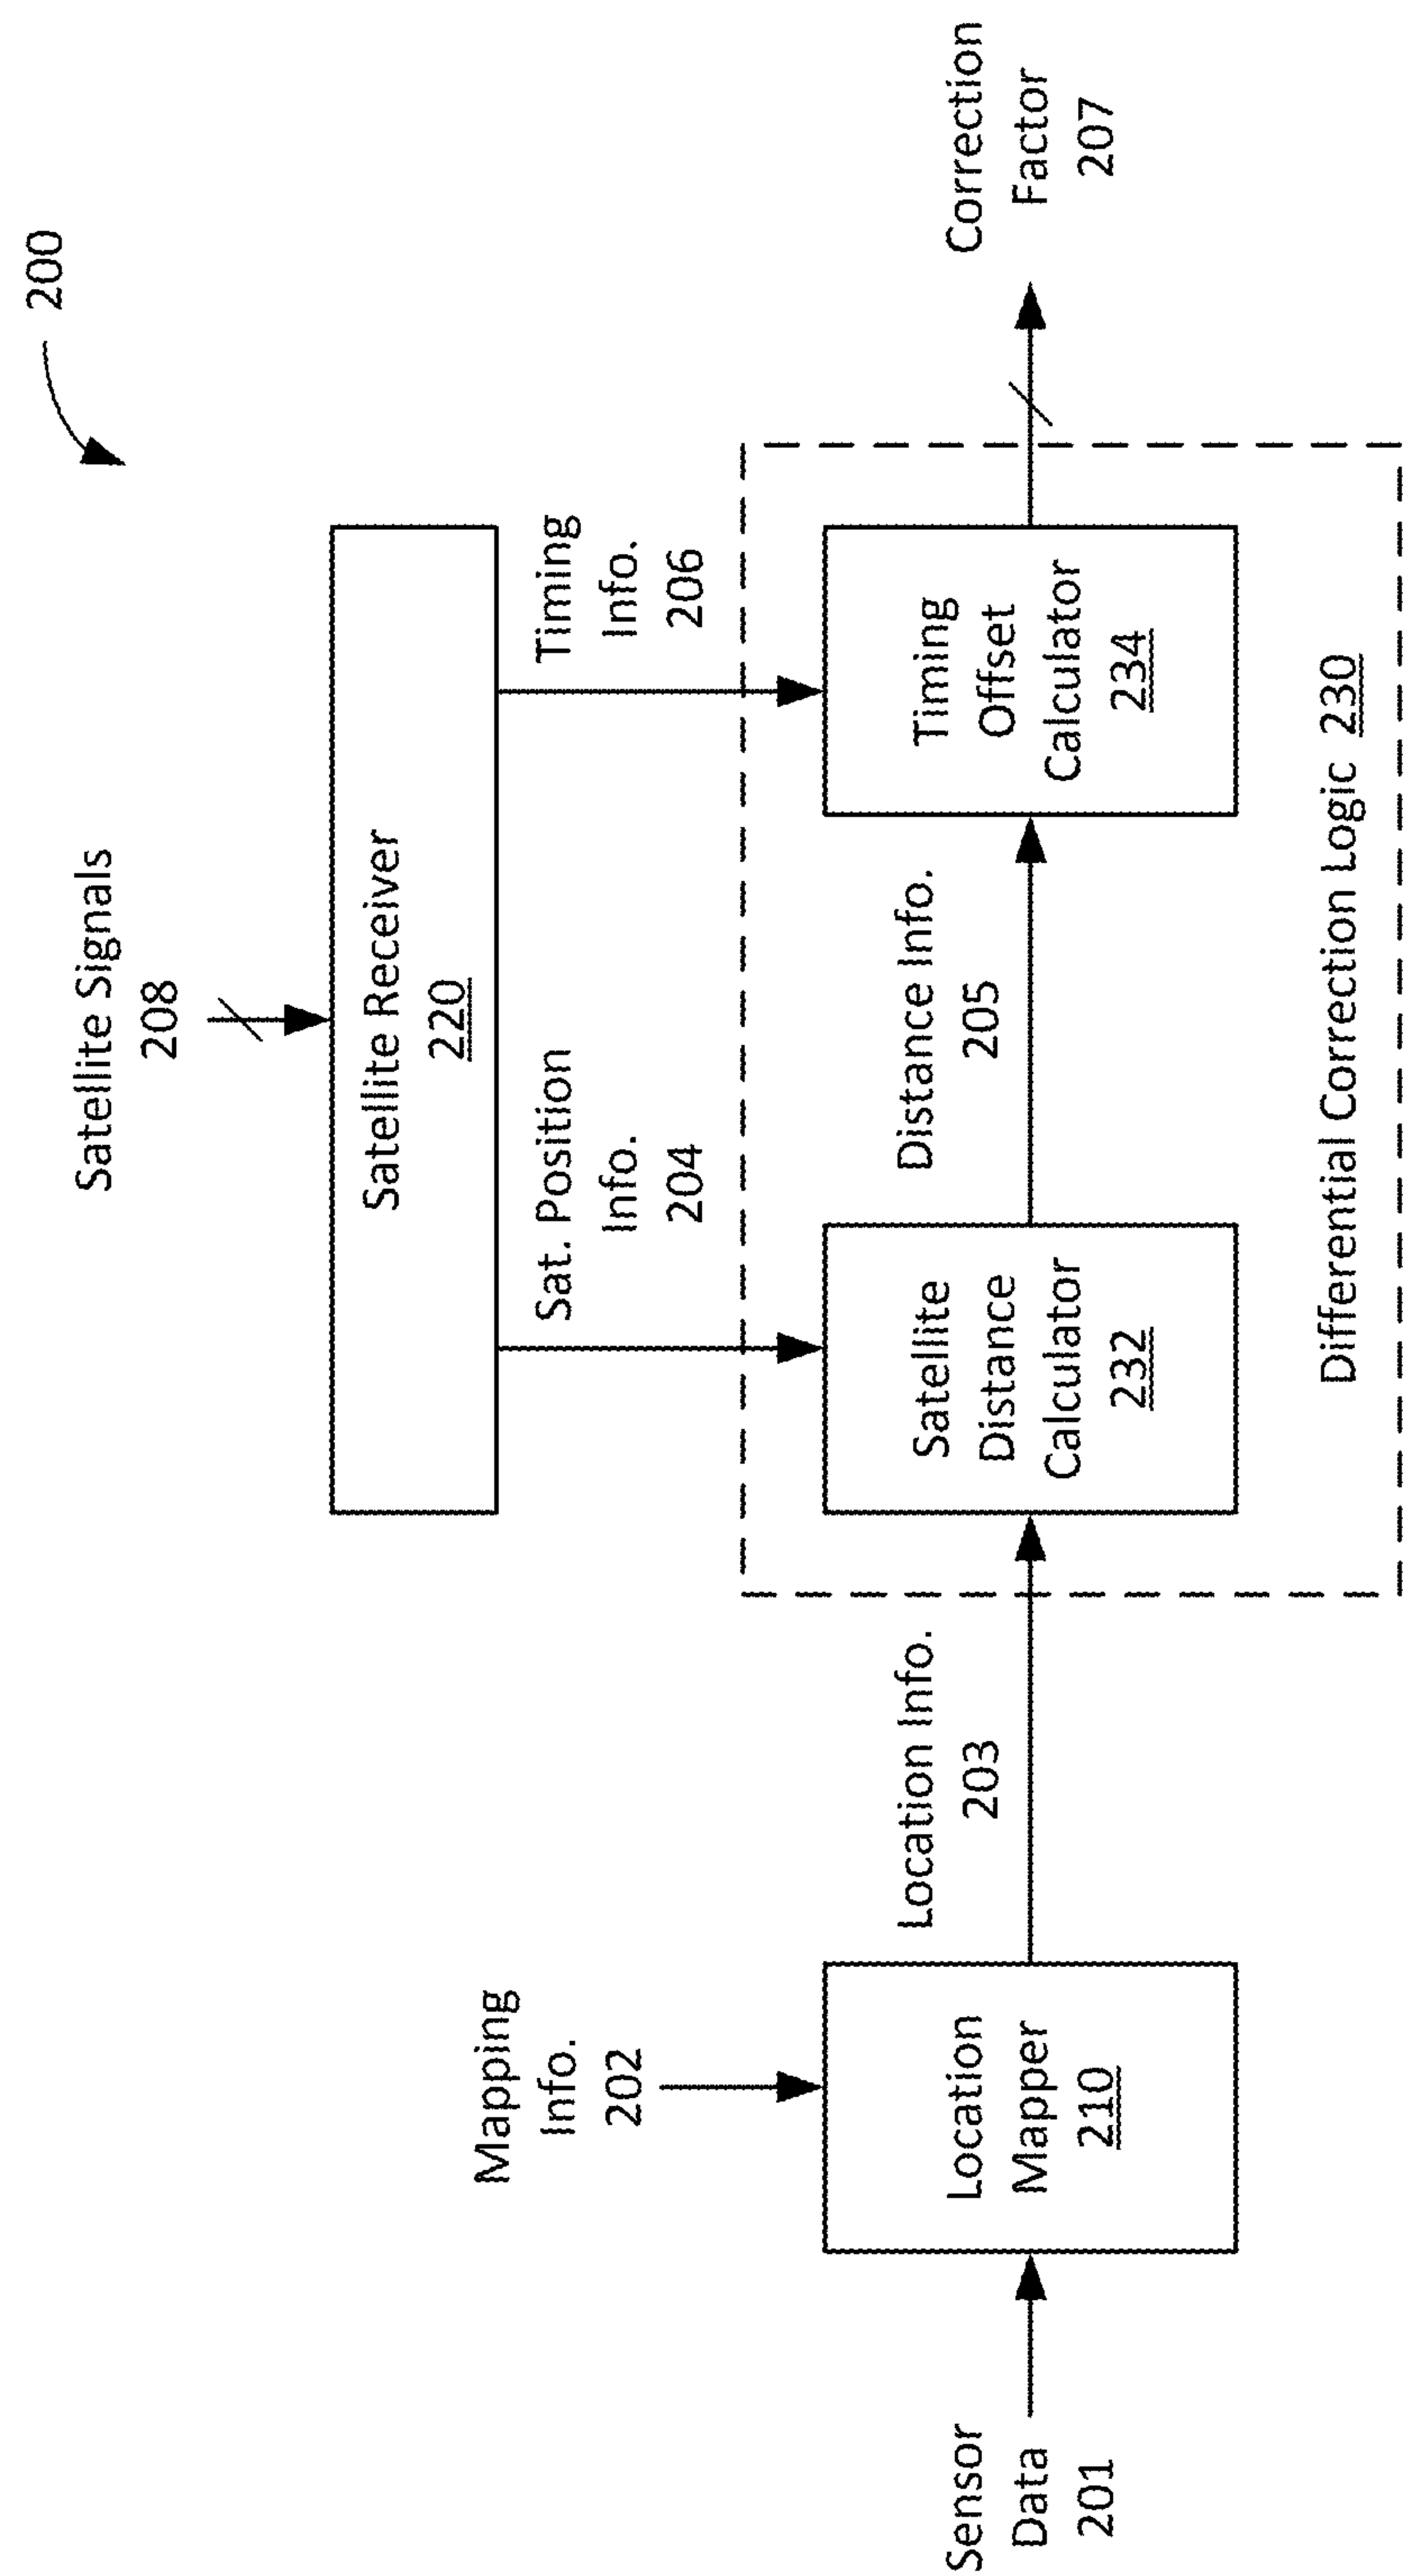 200
Satellite Signals
208
Satellite Receiver
220
Sat. Position
Info.
204
Timing
Info.
206
Mapping
Info.
202
Sensor
Data
201
Location
Mapper
210
Location Info.
203
Satellite
Distance
Calculator
232
Distance Info.
205
Timing
Offset
Calculator
234
Correction
Factor
207
Differential Correction Logic 230